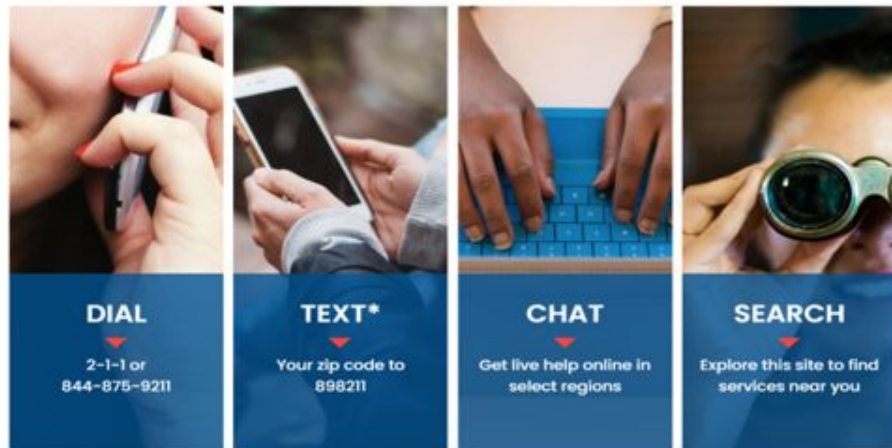 DIAL
2-1-1 or
844-875-9211
TEXT*
Your zip code to
898211
CHAT
Get live help online in
select regions
SEARCH
Explore this site to find
services near you